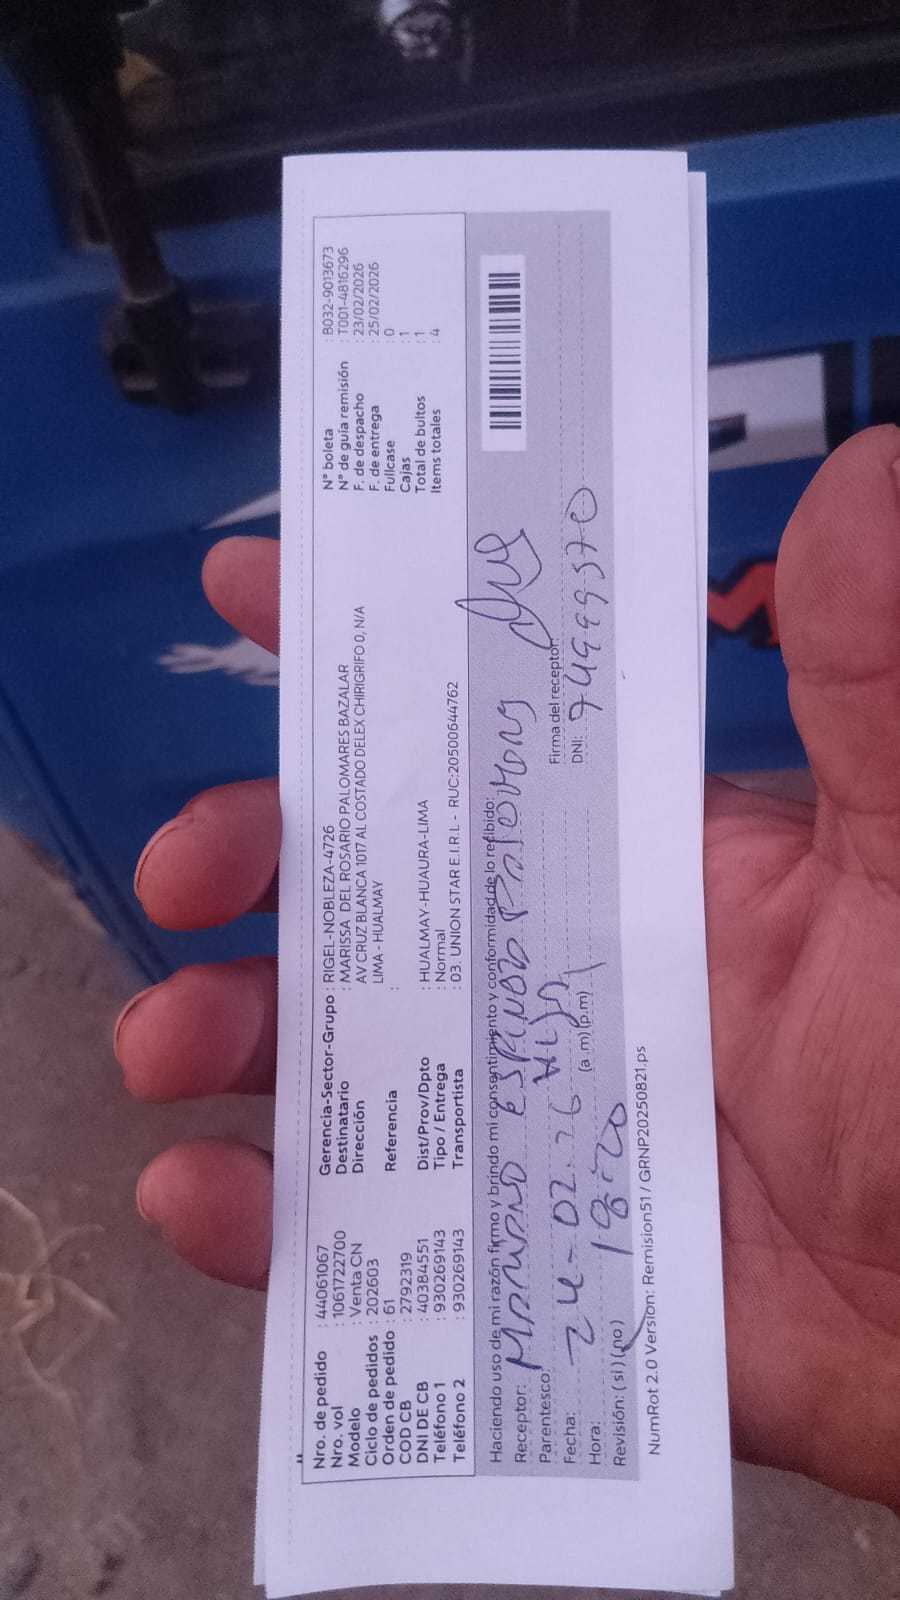 Nro. de pedido : 44061067
Nro. vol : 1061722700
Modelo : Venta CN
Ciclo de pedidos : 202603
Orden de pedido : 61
COD CB : 2792319
DNI DE CB : 40384551
Teléfono 1 : 930269143
Teléfono 2 : 930269143
Gerencia-Sector-Grupo : RIGEL-NOBLEZA-4726
Destinatario : MARISSA DEL ROSARIO PALOMARES BAZALAR
Dirección : AV CRUZ BLANCA 1017 AL COSTADO DELEX CHIRIGRIFO 0, N/A
LIMA - HUALMAY
Referencia :
Dist/Prov/Dpto : HUALMAY-HUAURA-LIMA
Tipo / Entrega : Normal
Transportista : 03. UNION STAR E.I.R.L - RUC:20500644762
N° boleta : B032-9013673
N° de guía remisión : T001-4816296
F. de despacho : 23/02/2026
F. de entrega : 25/02/2026
Fullcase : 0
Cajas : 1
Total de bultos : 1
Items totales : 4
Haciendo uso de mi razón firmo y brindo mi consentimiento y conformidad de lo recibido:
Receptor:
Parentesco:
Fecha: 24-02-26
Hora: 18:20 (a.m) (p.m)
Revisión: (si) (no)
Firma del receptor:
DNI: 74999370
NumRot 2.0 Version: Remision51 / GRNP20250821.ps